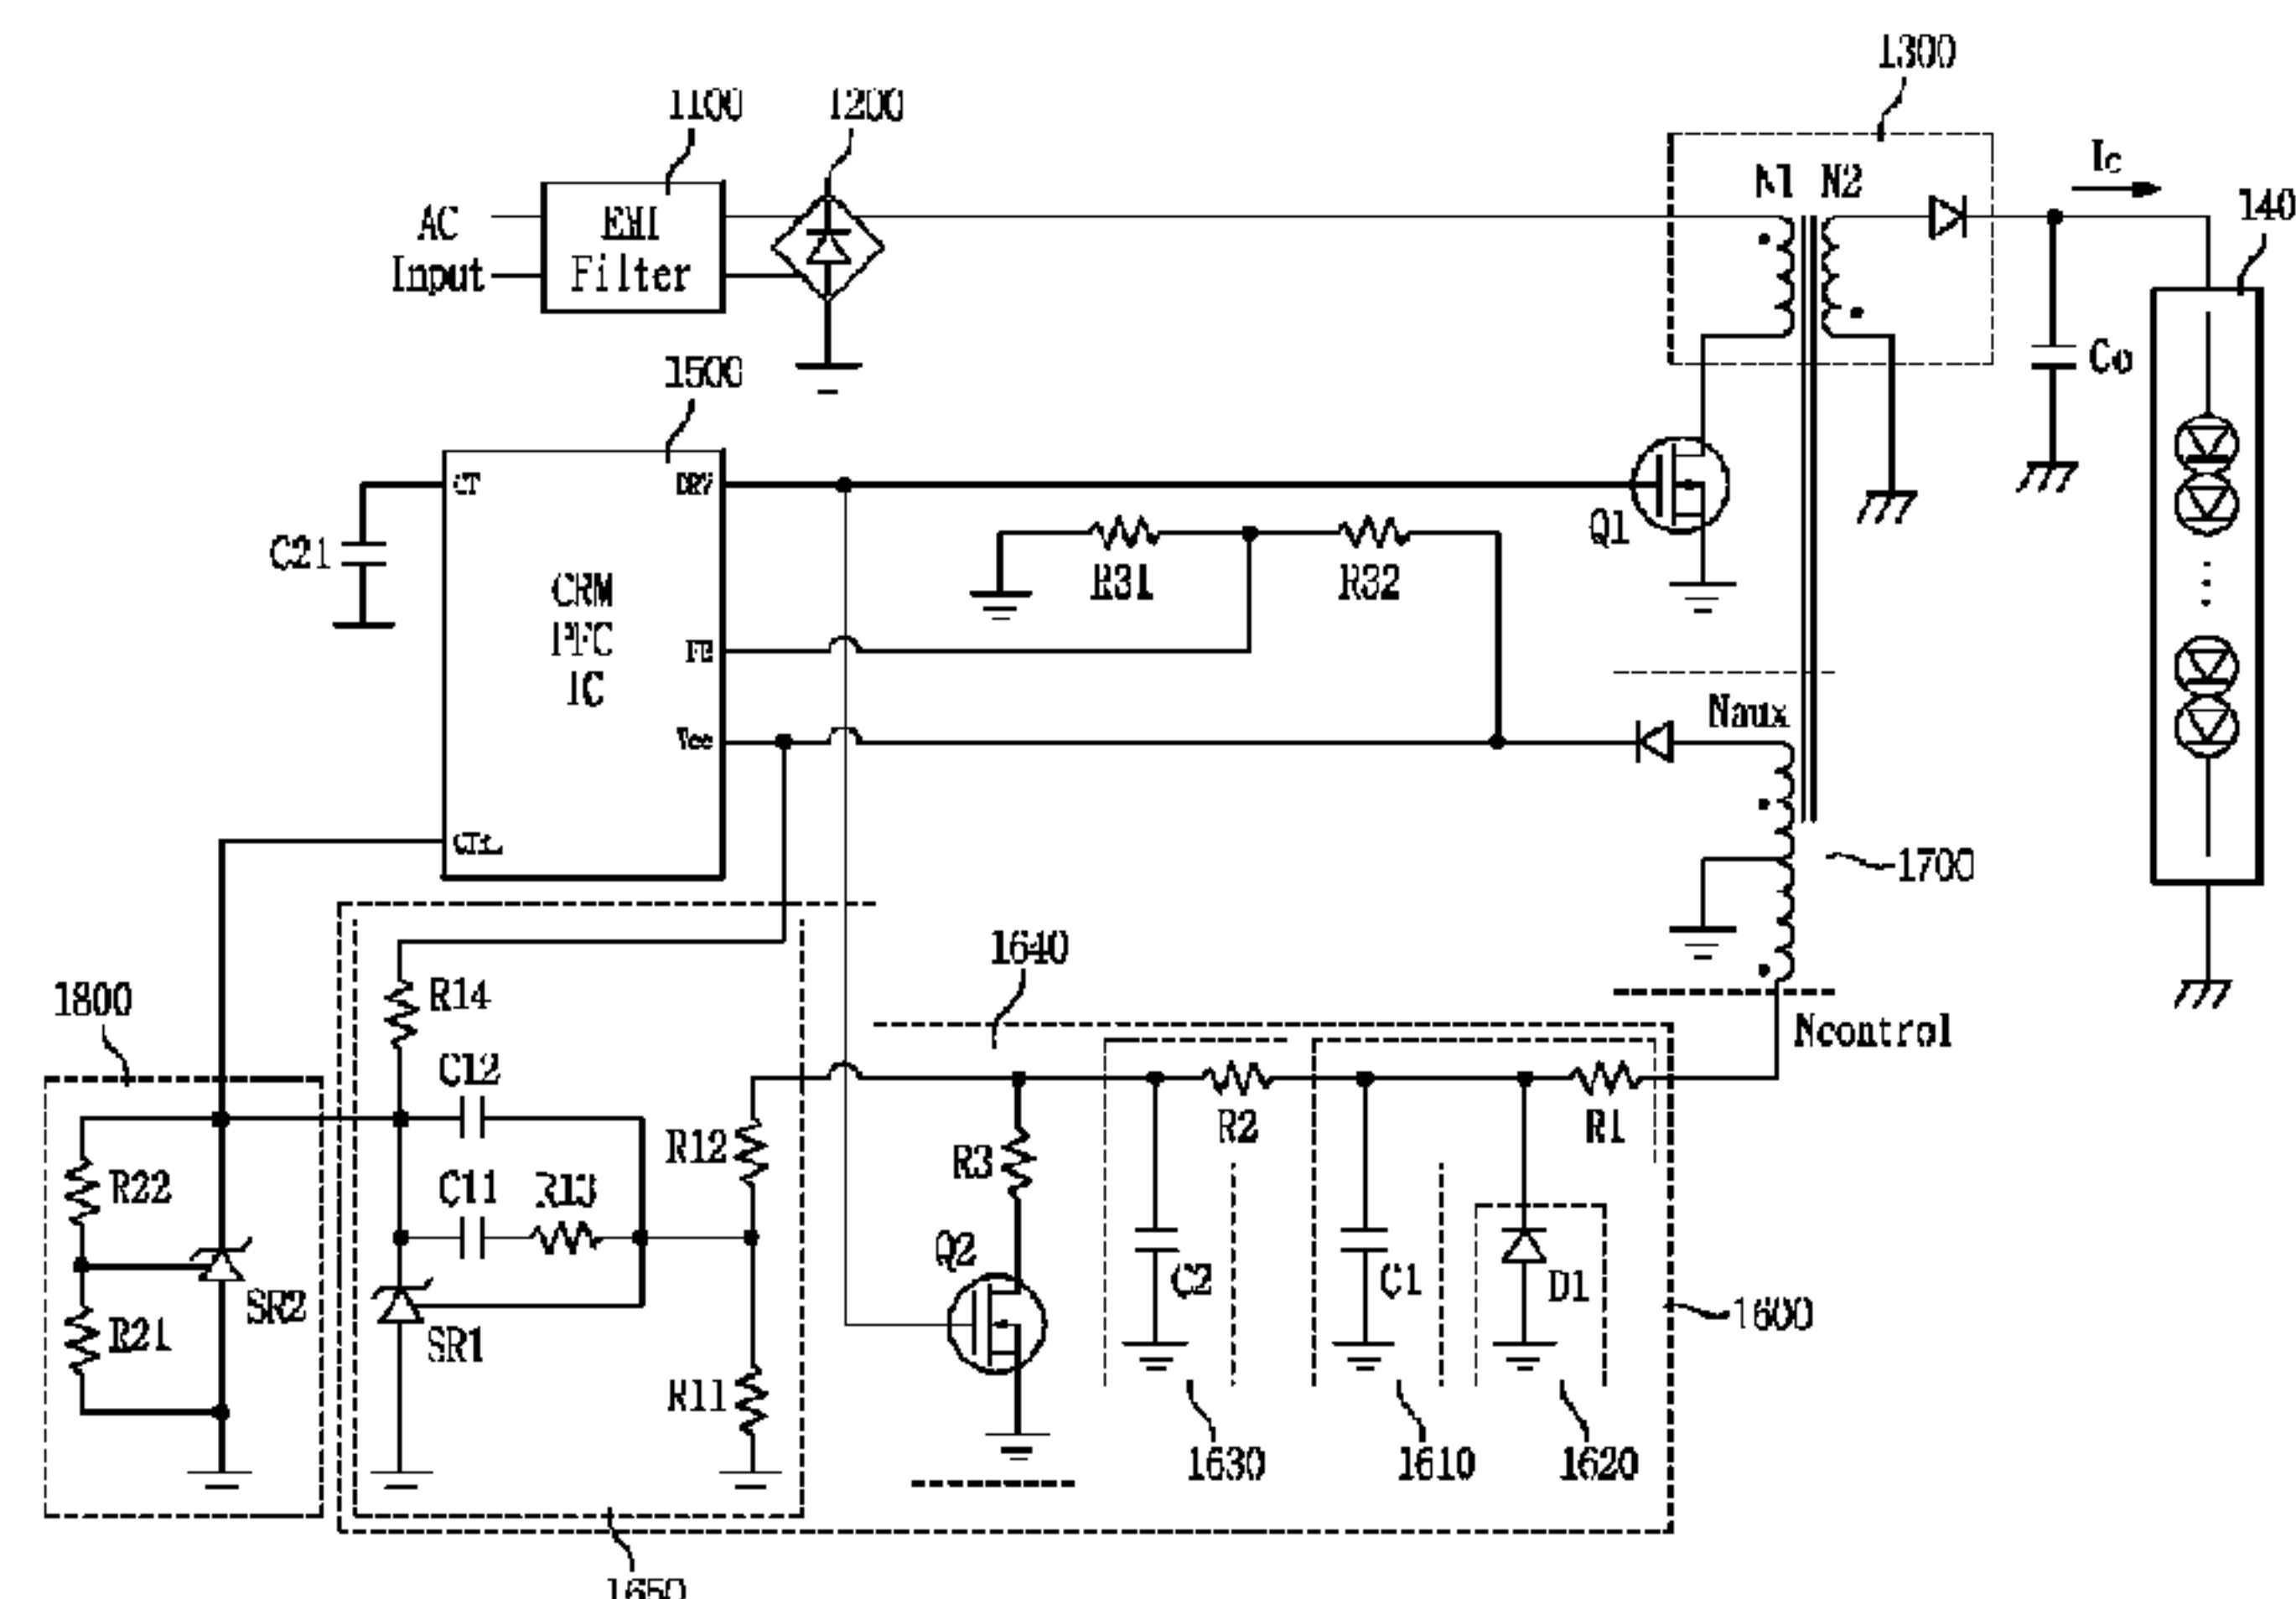 1300
1100
1200
Io
N1
N2
140
AC
Input
EMI
Filter
Co
1500
CT
DRV
Q1
C21
R31
R32
CRM
PFC
IC
FB
Vcc
Naux
CTRL
1700
1640
1800
R14
Ncontrol
C12
R12
R2
R1
R3
R22
C11
R13
Q2
C2
C1
D1
SR2
1600
R21
SR1
R11
1630
1610
1620
1650